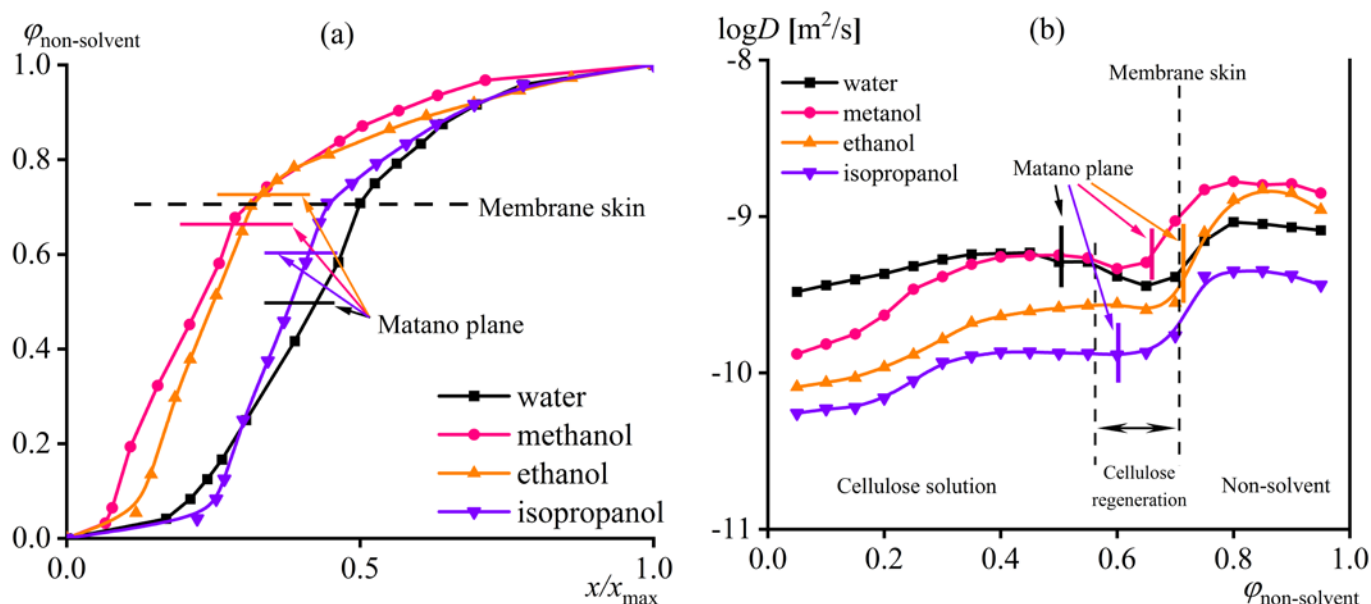 φnon-solvent
(a)
1.0
0.8
0.6
0.4
0.2
0.0
0.0
0.5
1.0
x/xmax
Membrane skin
Matano plane
water
methanol
ethanol
isopropanol
logD [m²/s]
(b)
-8
-9
-10
-11
water
metanol
ethanol
isopropanol
Membrane skin
Matano plane
Cellulose solution
Cellulose
regeneration
Non-solvent
0.0
0.2
0.4
0.6
0.8
1.0
φnon-solvent